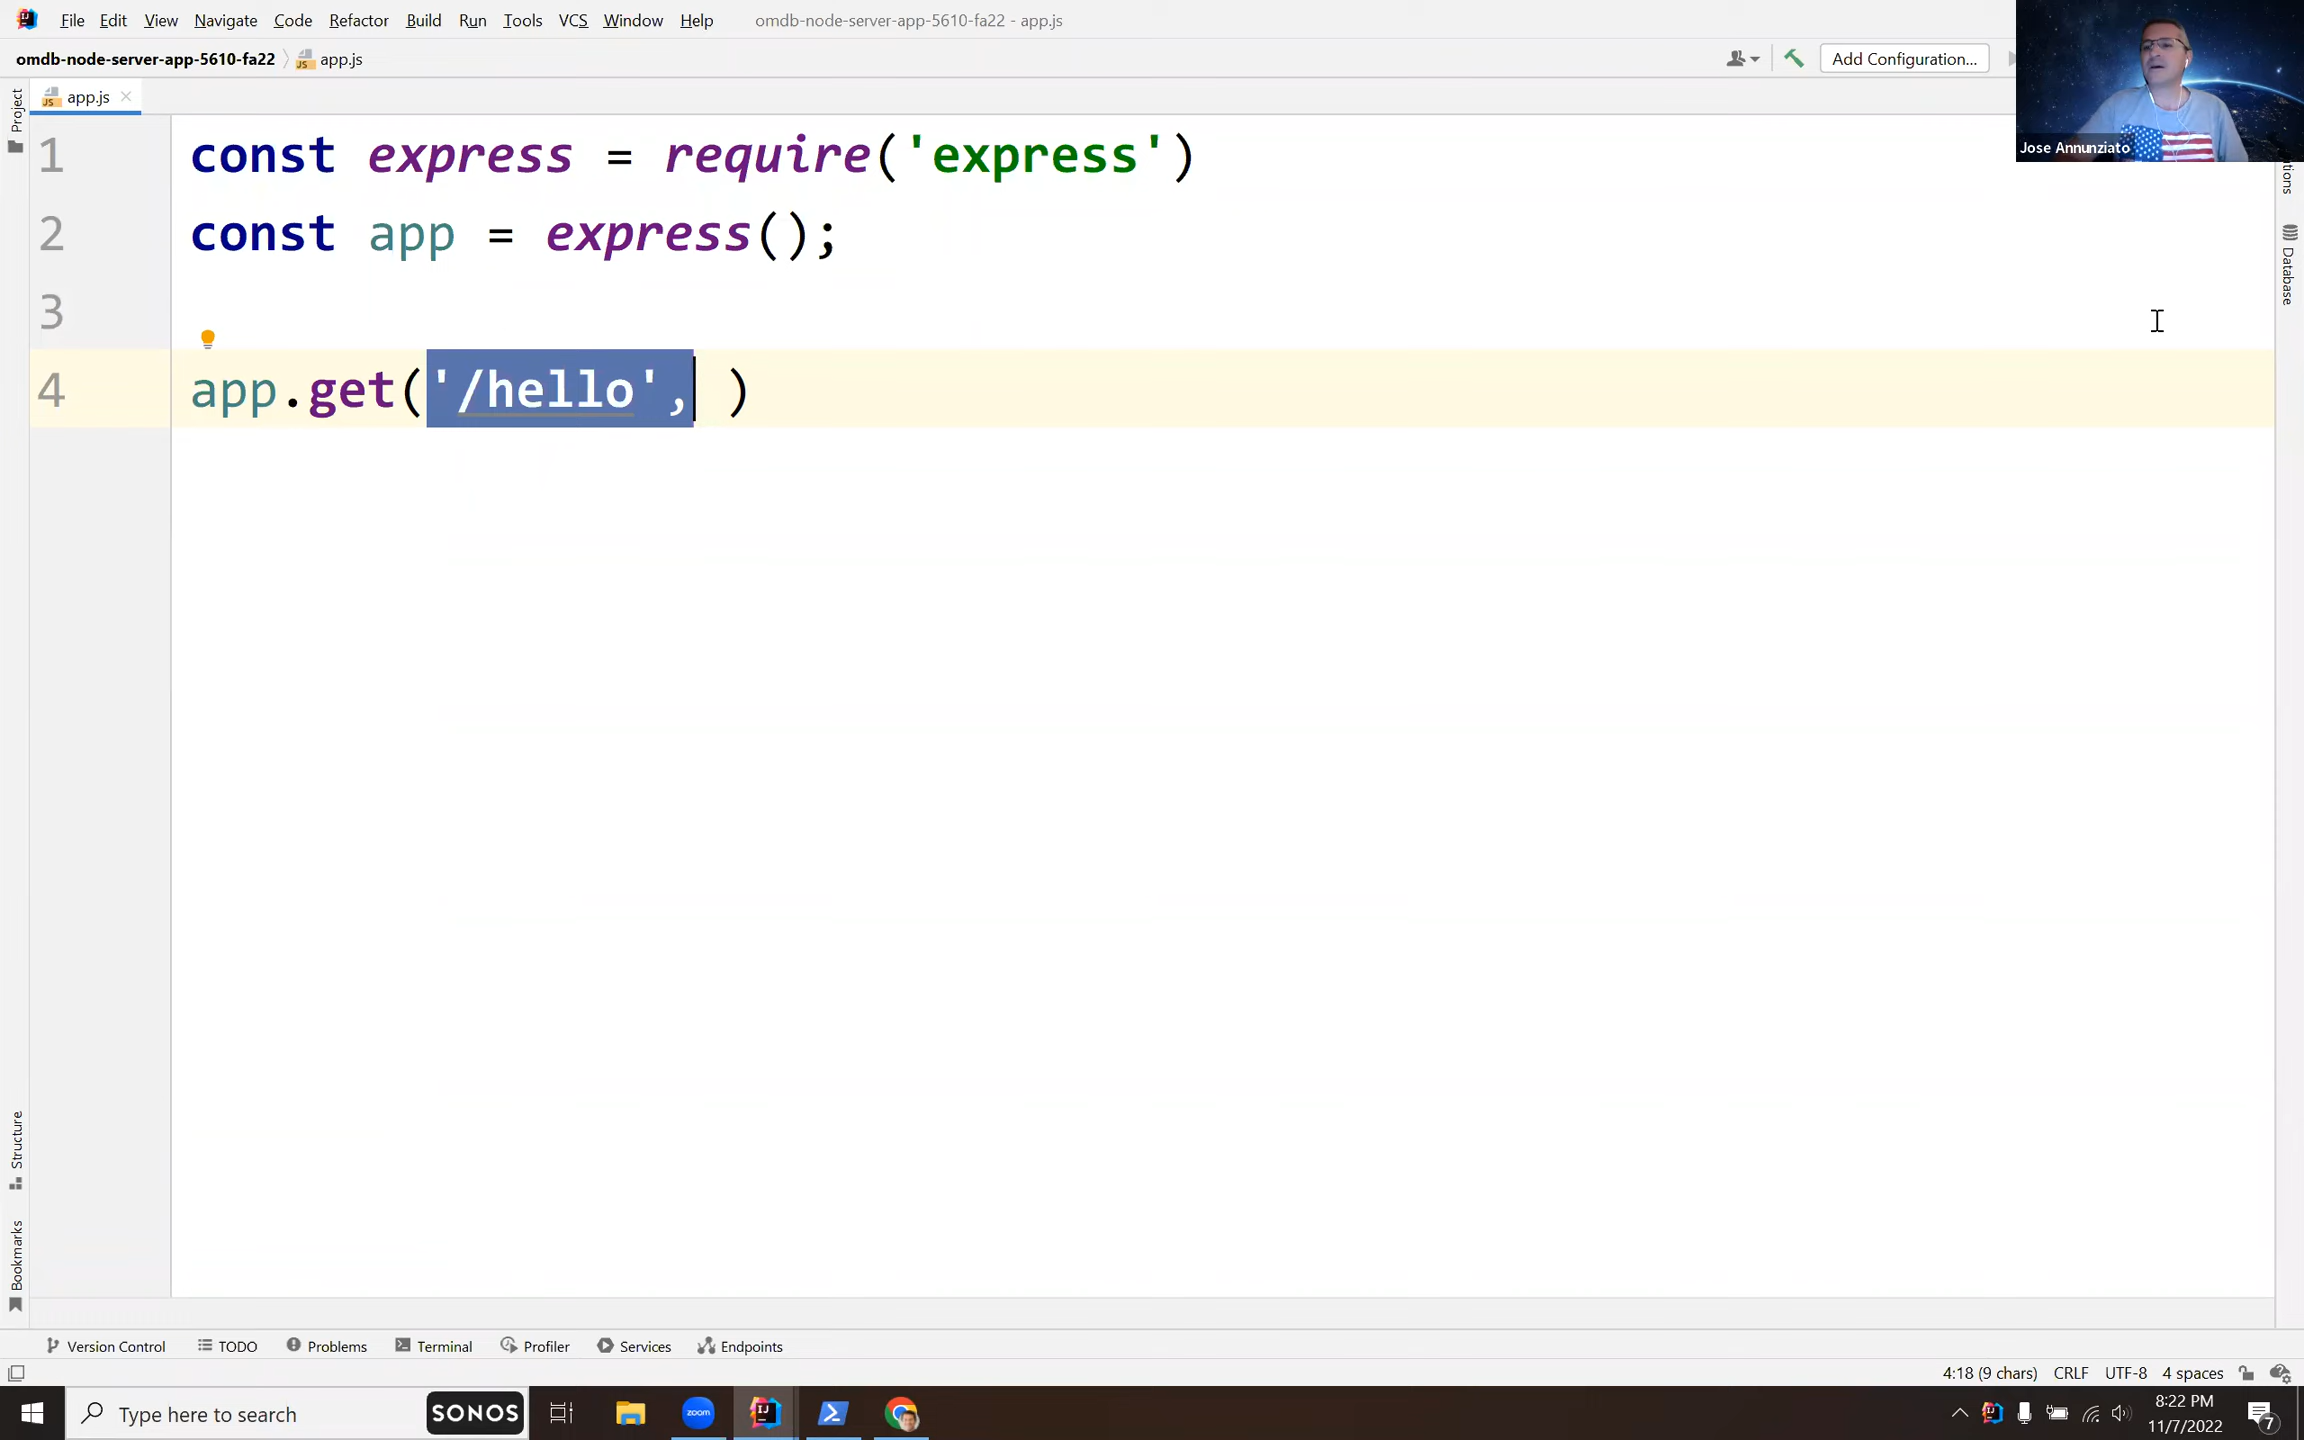 File Edit View Navigate Code Refactor Build Run Tools VCS Window Help omdb-node-server-app-5610-fa22 - app.js
omdb-node-server-app-5610-fa22 app.js
Add Configuration...
Jose Annunziato
Project
app.js
1 const express = require('express')
2 const app = express();
3
4 app.get('/hello', )
tions
Database
Structure
Bookmarks
Version Control TODO Problems Terminal Profiler Services Endpoints
4:18 (9 chars) CRLF UTF-8 4 spaces
Type here to search SONOS zoom
8:22 PM
11/7/2022
7